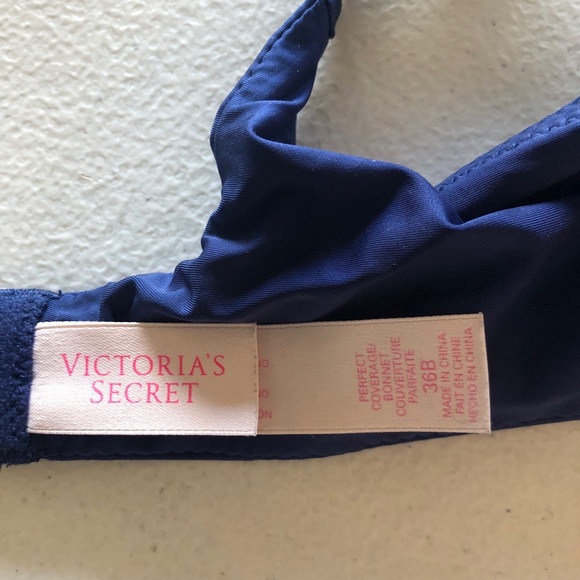 VICTORIA'S
SECRET
PERFECT
COVERAGE/
BONNET
COUVERTURE
PARFAITE
36B
MADE IN CHINA
FAIT EN CHINE
HECHO EN CHINA